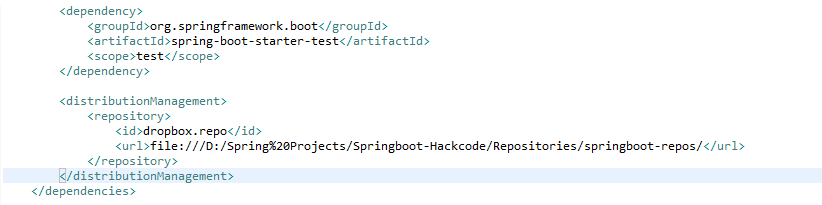 <dependency>
<groupId>org.springframework.boot</groupId>
<artifactId>spring-boot-starter-test</artifactId>
<scope>test</scope>
</dependency>
<distributionManagement>
<repository>
<id>dropbox.repo</id>
<url>file:///D:/Spring%20Projects/Springboot-Hackcode/Repositories/springboot-repos/</url>
</repository>
</distributionManagement>
</dependencies>